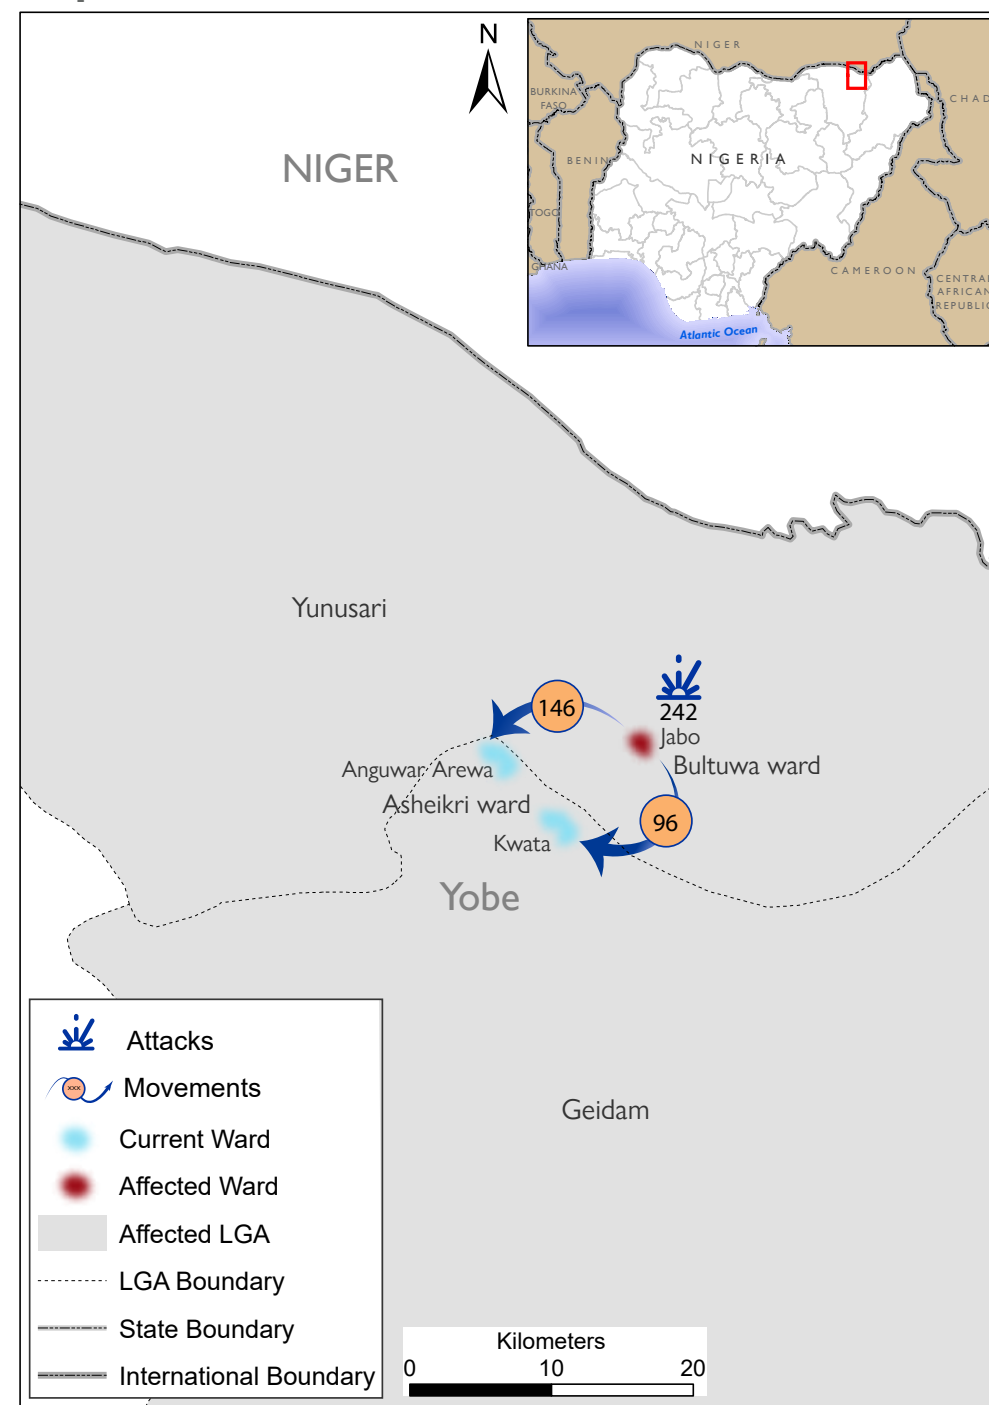 N
NIGER
NIGER
BURKINA
FASO
CHAD
BENIN
NIGERIA
TOGO
GHANA
CAMEROON
CENTRAL
AFRICAN
REPUBLIC
Atlantic Ocean
Yunusari
146
242
Jabo
Bultuwa ward
Anguwar Arewa
Asheikri ward
96
Kwata
Yobe
Geidam
Attacks
xxx
Movements
Current Ward
Affected Ward
Affected LGA
LGA Boundary
State Boundary
International Boundary
Kilometers
0 10 20